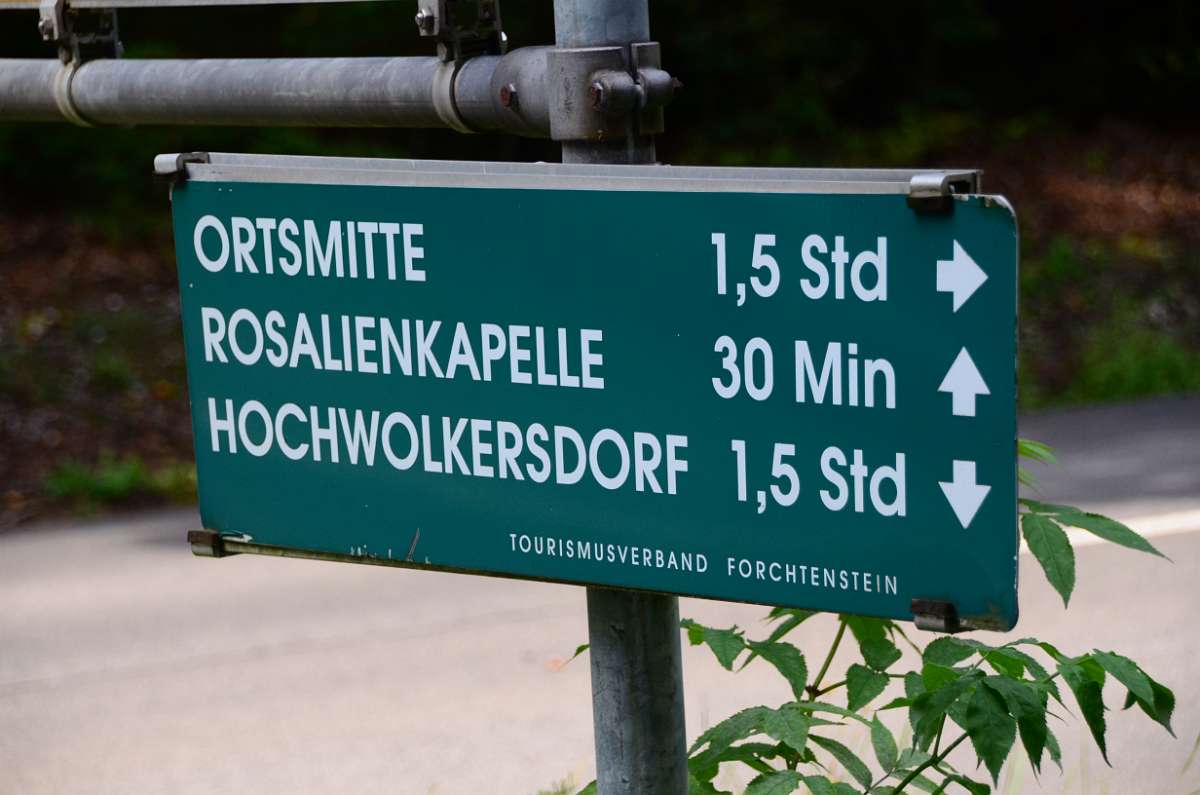 ORTSMITTE 1,5 Std →
ROSALIENKAPELLE 30 Min ↑
HOCHWOLKERSDORF 1,5 Std ↓
TOURISMUSVERBAND FORCHTENSTEIN